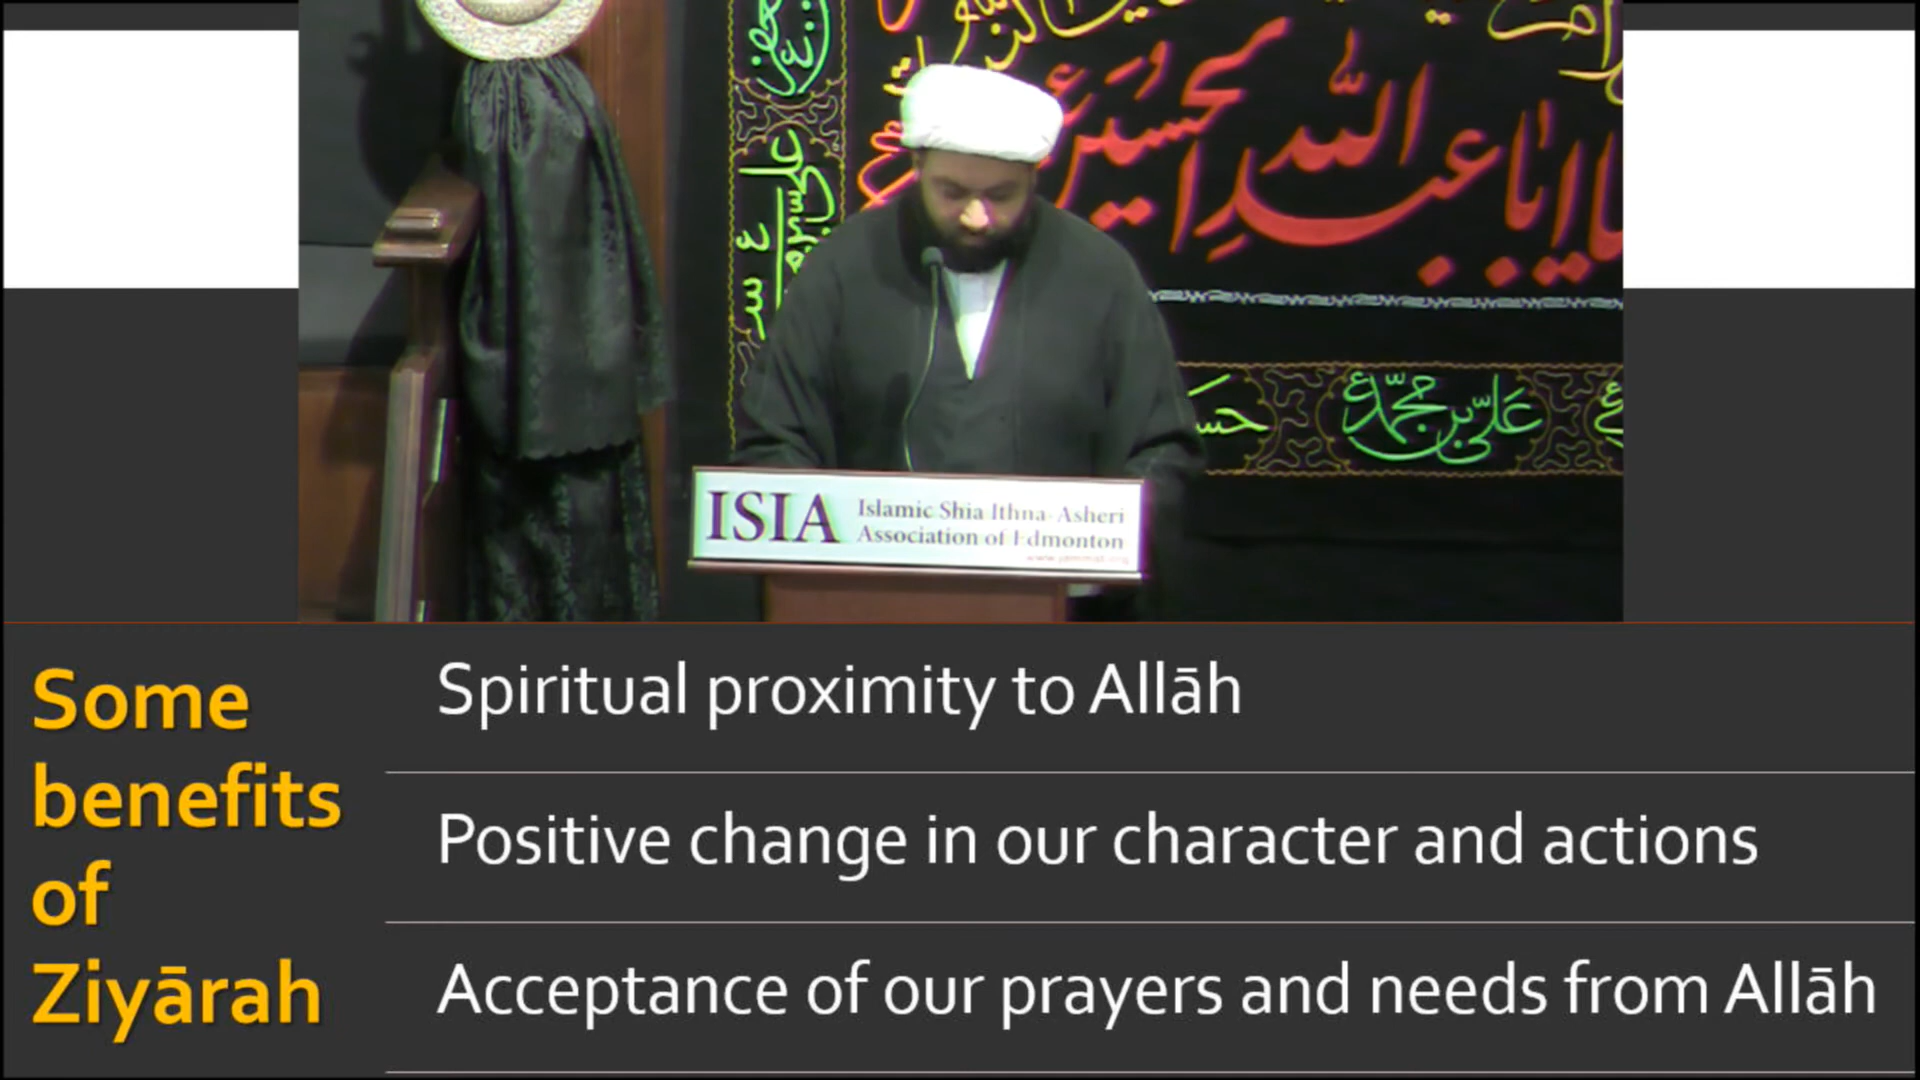 يا ابا عبد الله الحسين
علي بن محمد
ISIA
Islamic Shia Ithna-Asheri
Association of Edmonton
Some
benefits
of
Ziyārah
Spiritual proximity to Allāh
Positive change in our character and actions
Acceptance of our prayers and needs from Allāh